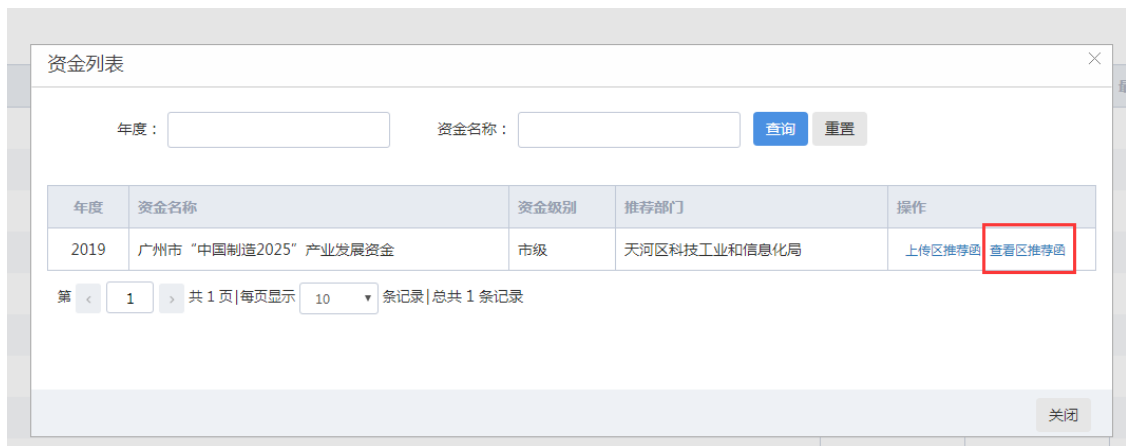 资金列表
年度： 资金名称： 查询 重置
年度 资金名称 资金级别 推荐部门 操作
2019 广州市“中国制造2025”产业发展资金 市级 天河区科技工业和信息化局 上传区推荐函 查看区推荐函
第 ‹ 1 › 共 1 页|每页显示 10 条记录|总共 1 条记录
关闭